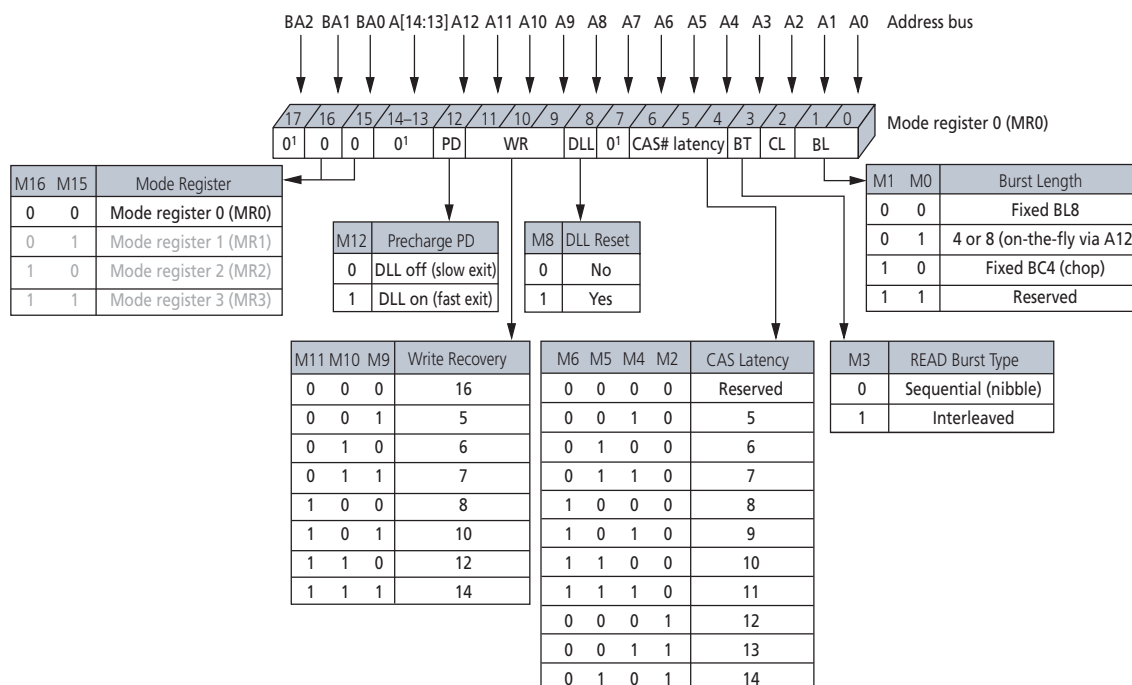 BA2 BA1 BA0 A[14:13] A12 A11 A10 A9 A8 A7 A6 A5 A4 A3 A2 A1 A0 Address bus
17 16 15 14–13 12 11 10 9 8 7 6 5 4 3 2 1 0
Mode register 0 (MR0)
0¹ 0 0 0¹ PD WR DLL 0¹ CAS# latency BT CL BL
M16 M15 Mode Register
0 0 Mode register 0 (MR0)
0 1 Mode register 1 (MR1)
1 0 Mode register 2 (MR2)
1 1 Mode register 3 (MR3)
M12 Precharge PD
0 DLL off (slow exit)
1 DLL on (fast exit)
M8 DLL Reset
0 No
1 Yes
M1 M0 Burst Length
0 0 Fixed BL8
0 1 4 or 8 (on-the-fly via A12
1 0 Fixed BC4 (chop)
1 1 Reserved
M11 M10 M9 Write Recovery
0 0 0 16
0 0 1 5
0 1 0 6
0 1 1 7
1 0 0 8
1 0 1 10
1 1 0 12
1 1 1 14
M6 M5 M4 M2 CAS Latency
0 0 0 0 Reserved
0 0 1 0 5
0 1 0 0 6
0 1 1 0 7
1 0 0 0 8
1 0 1 0 9
1 1 0 0 10
1 1 1 0 11
0 0 0 1 12
0 0 1 1 13
0 1 0 1 14
M3 READ Burst Type
0 Sequential (nibble)
1 Interleaved